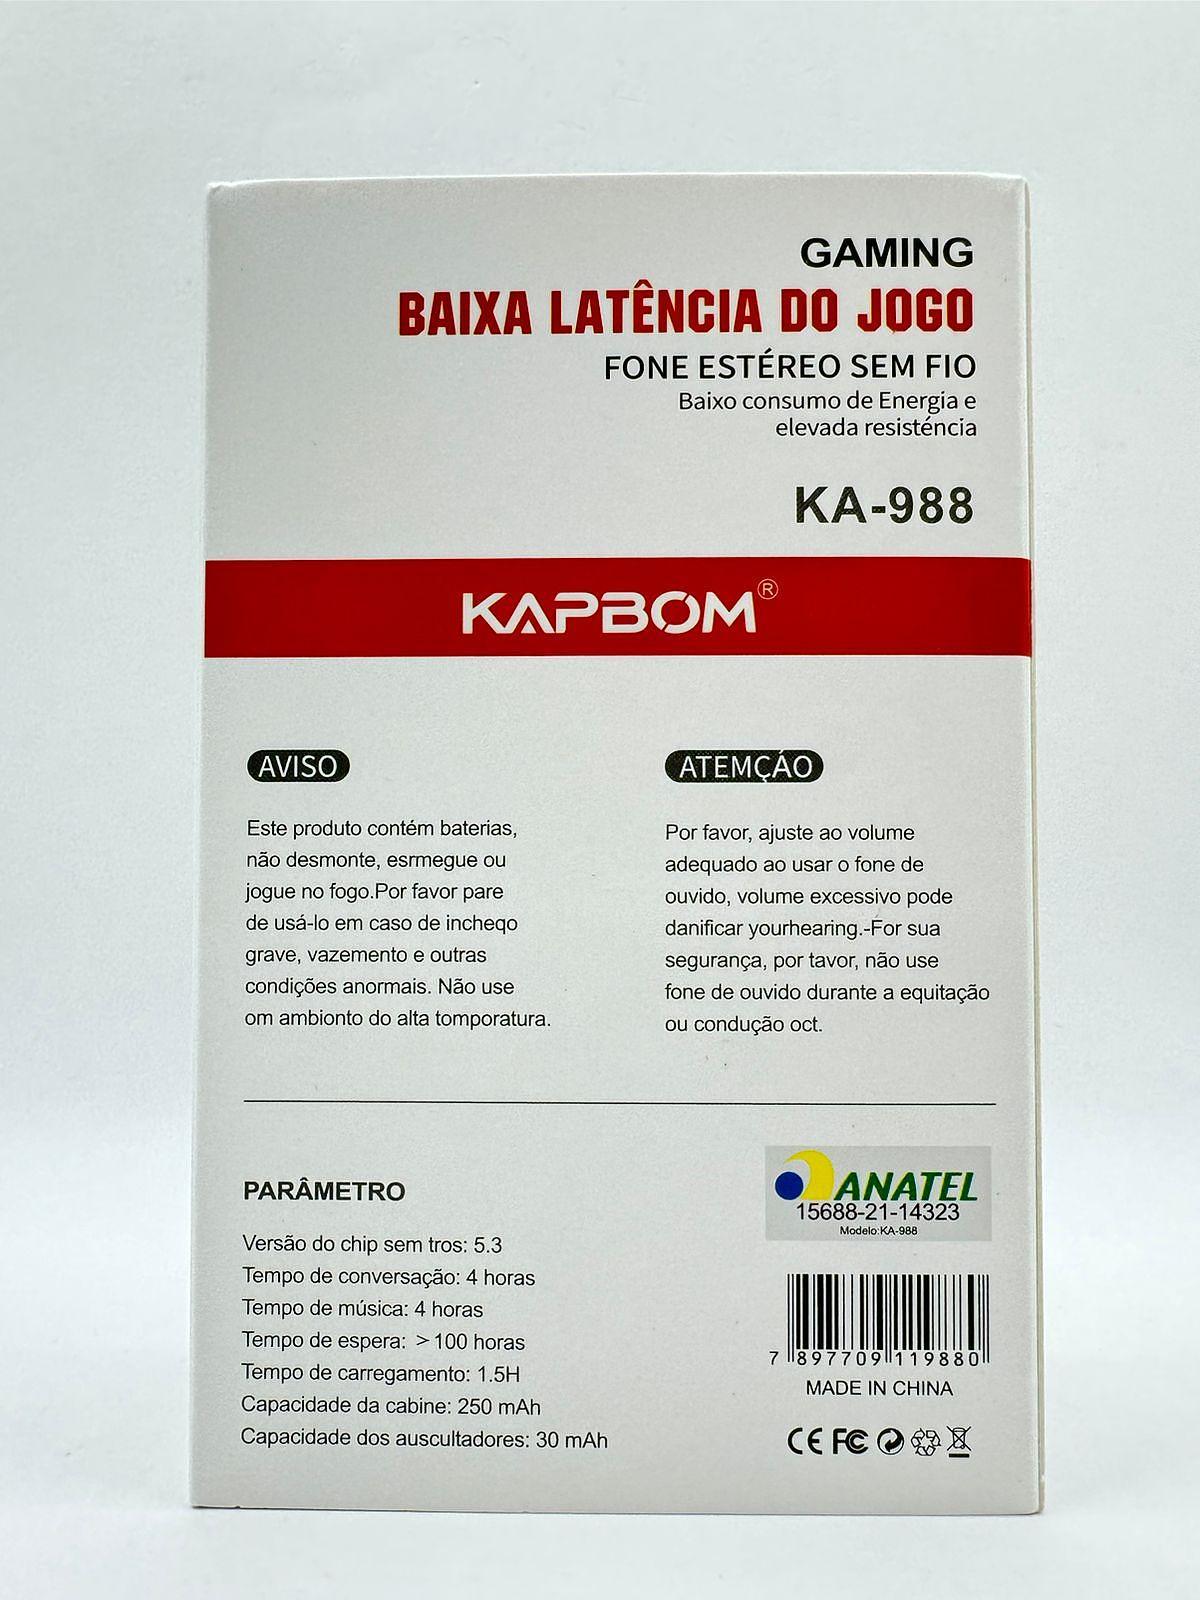 GAMING
BAIXA LATÊNCIA DO JOGO
FONE ESTÉREO SEM FIO
Baixo consumo de Energia e
elevada resisténcia
KA-988
KAPBOM®
AVISO
Este produto contém baterias,
não desmonte, esrmegue ou
jogue no fogo.Por favor pare
de usá-lo em caso de incheqo
grave, vazemento e outras
condições anormais. Não use
om ambionto do alta tomporatura.
ATEMÇÁO
Por favor, ajuste ao volume
adequado ao usar o fone de
ouvido, volume excessivo pode
danificar yourhearing.-For sua
segurança, por tavor, não use
fone de ouvido durante a equitação
ou condução oct.
PARÂMETRO
Versão do chip sem tros: 5.3
Tempo de conversação: 4 horas
Tempo de música: 4 horas
Tempo de espera: >100 horas
Tempo de carregamento: 1.5H
Capacidade da cabine: 250 mAh
Capacidade dos auscultadores: 30 mAh
ANATEL
15688-21-14323
Modelo:KA-988
7 897709 119880
MADE IN CHINA
CE FC